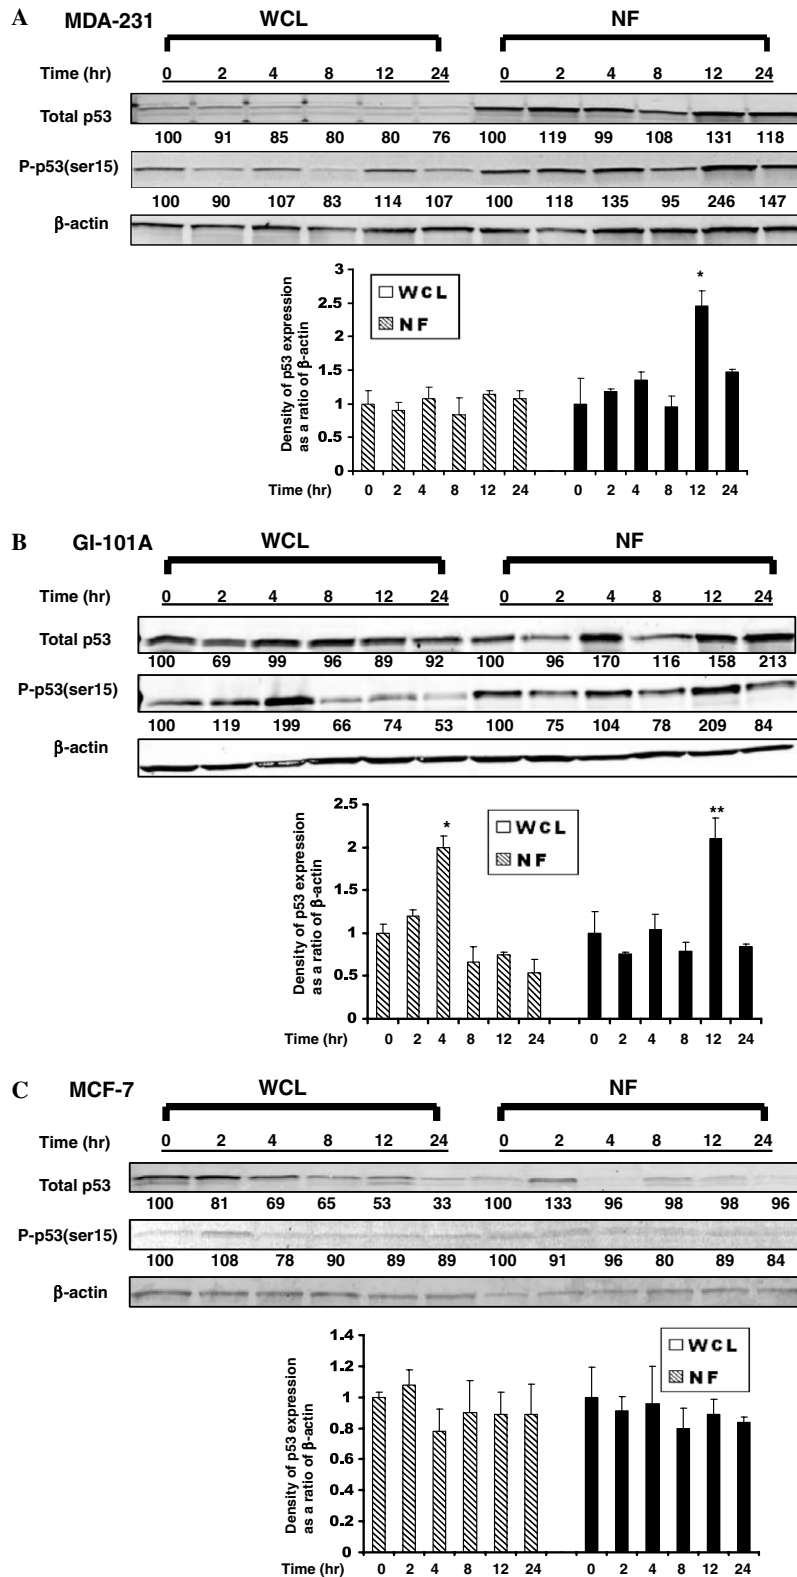 A MDA-231 WCL NF
Time (hr) 0 2 4 8 12 24 0 2 4 8 12 24
Total p53
100 91 85 80 80 76 100 119 99 108 131 118
P-p53(ser15)
100 90 107 83 114 107 100 118 135 95 246 147
β-actin
3
2.5
2
1.5
1
0.5
0
Density of p53 expression
as a ratio of β-actin
WCL
NF
*
Time (hr) 0 2 4 8 12 24 0 2 4 8 12 24
B GI-101A WCL NF
Time (hr) 0 2 4 8 12 24 0 2 4 8 12 24
Total p53
100 69 99 96 89 92 100 96 170 116 158 213
P-p53(ser15)
100 119 199 66 74 53 100 75 104 78 209 84
β-actin
2.5
2
1.5
1
0.5
0
Density of p53 expression
as a ratio of β-actin
*
WCL
NF
**
Time (hr) 0 2 4 8 12 24 0 2 4 8 12 24
C MCF-7 WCL NF
Time (hr) 0 2 4 8 12 24 0 2 4 8 12 24
Total p53
100 81 69 65 53 33 100 133 96 98 98 96
P-p53(ser15)
100 108 78 90 89 89 100 91 96 80 89 84
β-actin
1.4
1.2
1
0.8
0.6
0.4
0.2
0
Density of p53 expression
as a ratio of β-actin
WCL
NF
Time (hr) 0 2 4 8 12 24 0 2 4 8 12 24